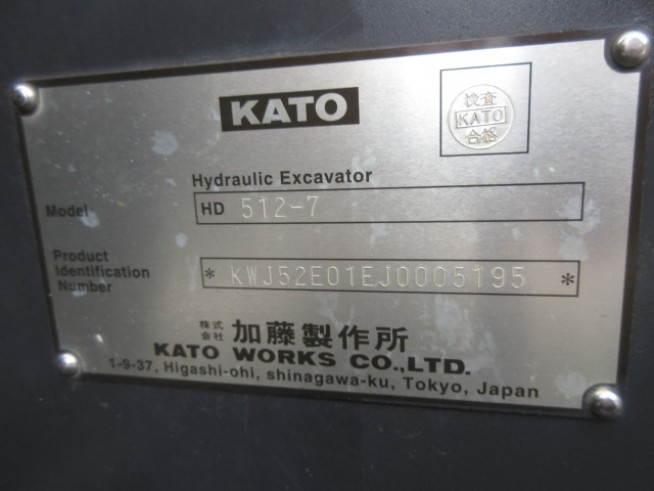 KATO
検査
KATO
合格
Hydraulic Excavator
Model HD 512-7
Product
Identification
Number
* KWJ52E01EJ0005195 *
株式
会社 加藤製作所
KATO WORKS CO.,LTD.
1-9-37, Higashi-ohi, shinagawa-ku, Tokyo, Japan